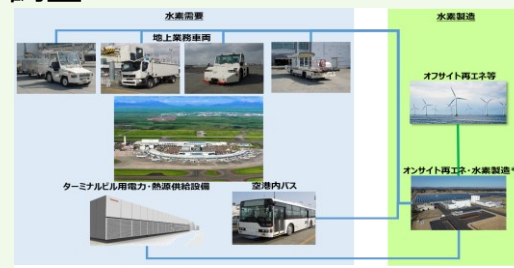 調査
水素需要
水素製造
地上業務車両
オフサイト再エネ等
ターミナルビル用電力・熱源供給設備
空港内バス
オンサイト再エネ・水素製造*